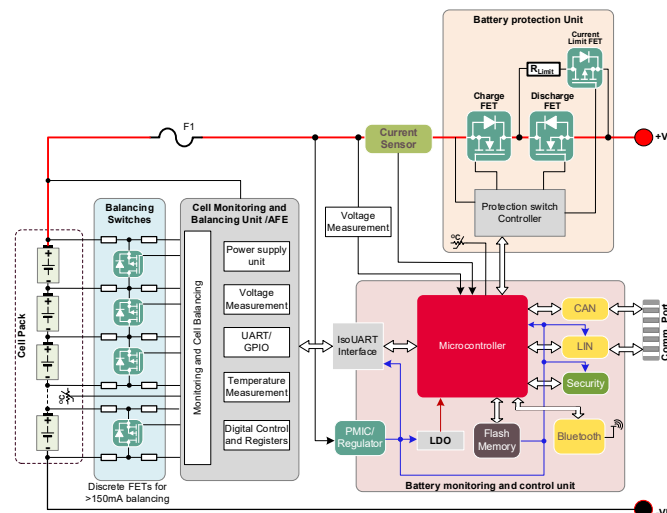 Battery protection Unit
Current
Limit FET
RLimit
Charge
FET
Discharge
FET
F1
Current
Sensor
+V
Balancing
Switches
Cell Monitoring and
Balancing Unit /AFE
Voltage
Measurement
Protection switch
Controller
°C
Power supply
unit
Voltage
Measurement
UART/
GPIO
Temperature
Measurement
Digital Control
and Registers
Monitoring and Cell Balancing
Cell Pack
°C
IsoUART
Interface
Microcontroller
CAN
LIN
Security
Bluetooth
Comm. Port
PMIC/
Regulator
LDO
Flash
Memory
Battery monitoring and control unit
Discrete FETs for
>150mA balancing